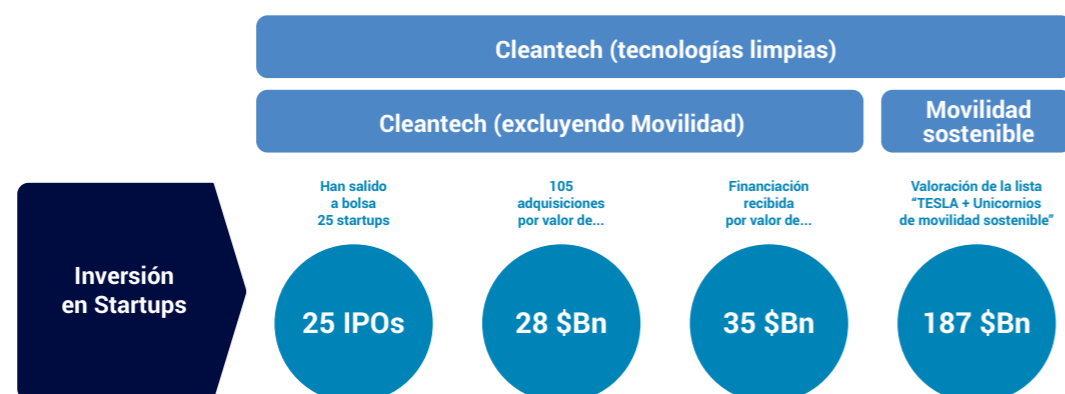 Cleantech (tecnologías limpias)
Cleantech (excluyendo Movilidad)
Movilidad
sostenible
Inversión
en Startups
Han salido
a bolsa
25 startups
25 IPOs
105
adquisiciones
por valor de...
28 $Bn
Financiación
recibida
por valor de...
35 $Bn
Valoración de la lista
“TESLA + Unicornios
de movilidad sostenible”
187 $Bn